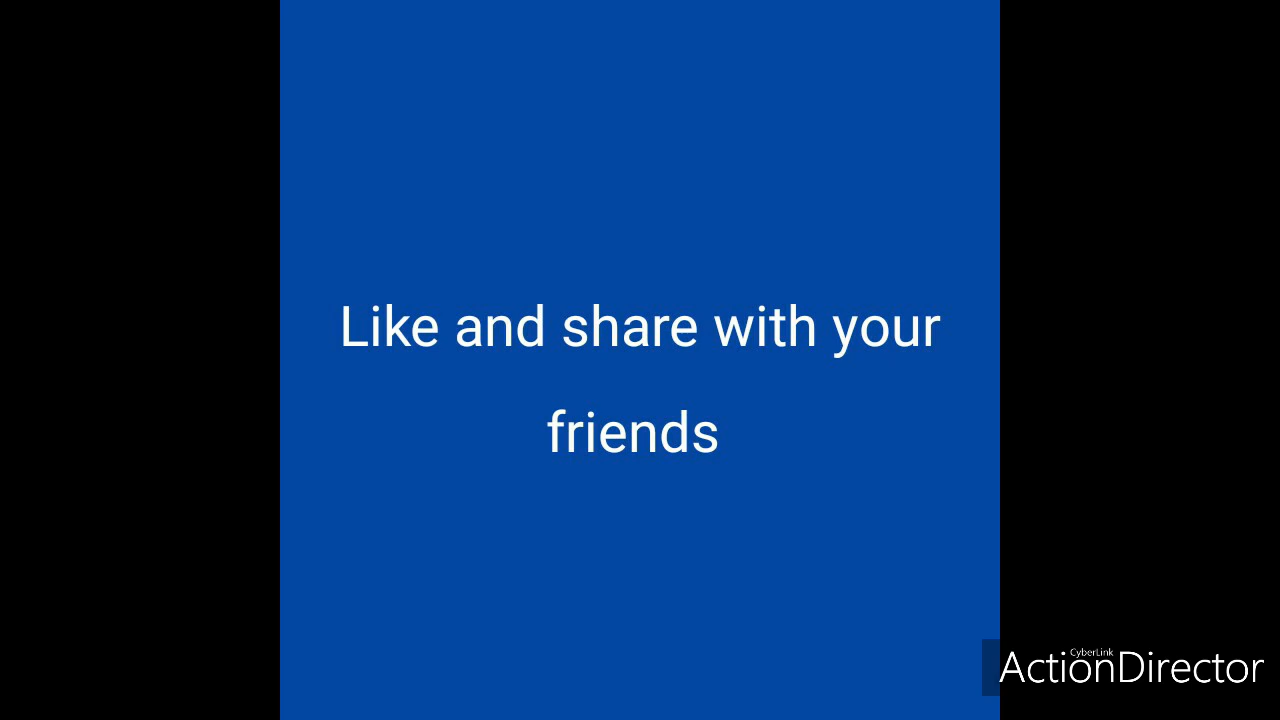 Like and share with your
friends
CyberLink
ActionDirector